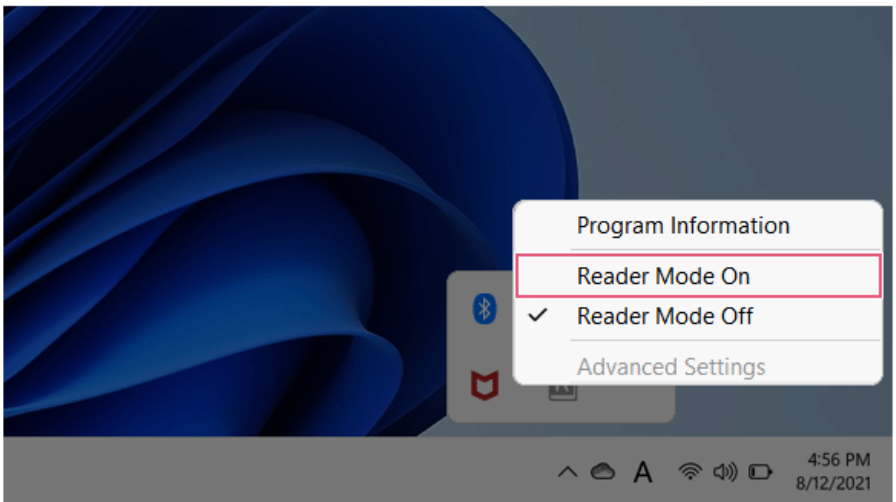 Program Information
Reader Mode On
Reader Mode Off
Advanced Settings
A
4:56 PM
8/12/2021